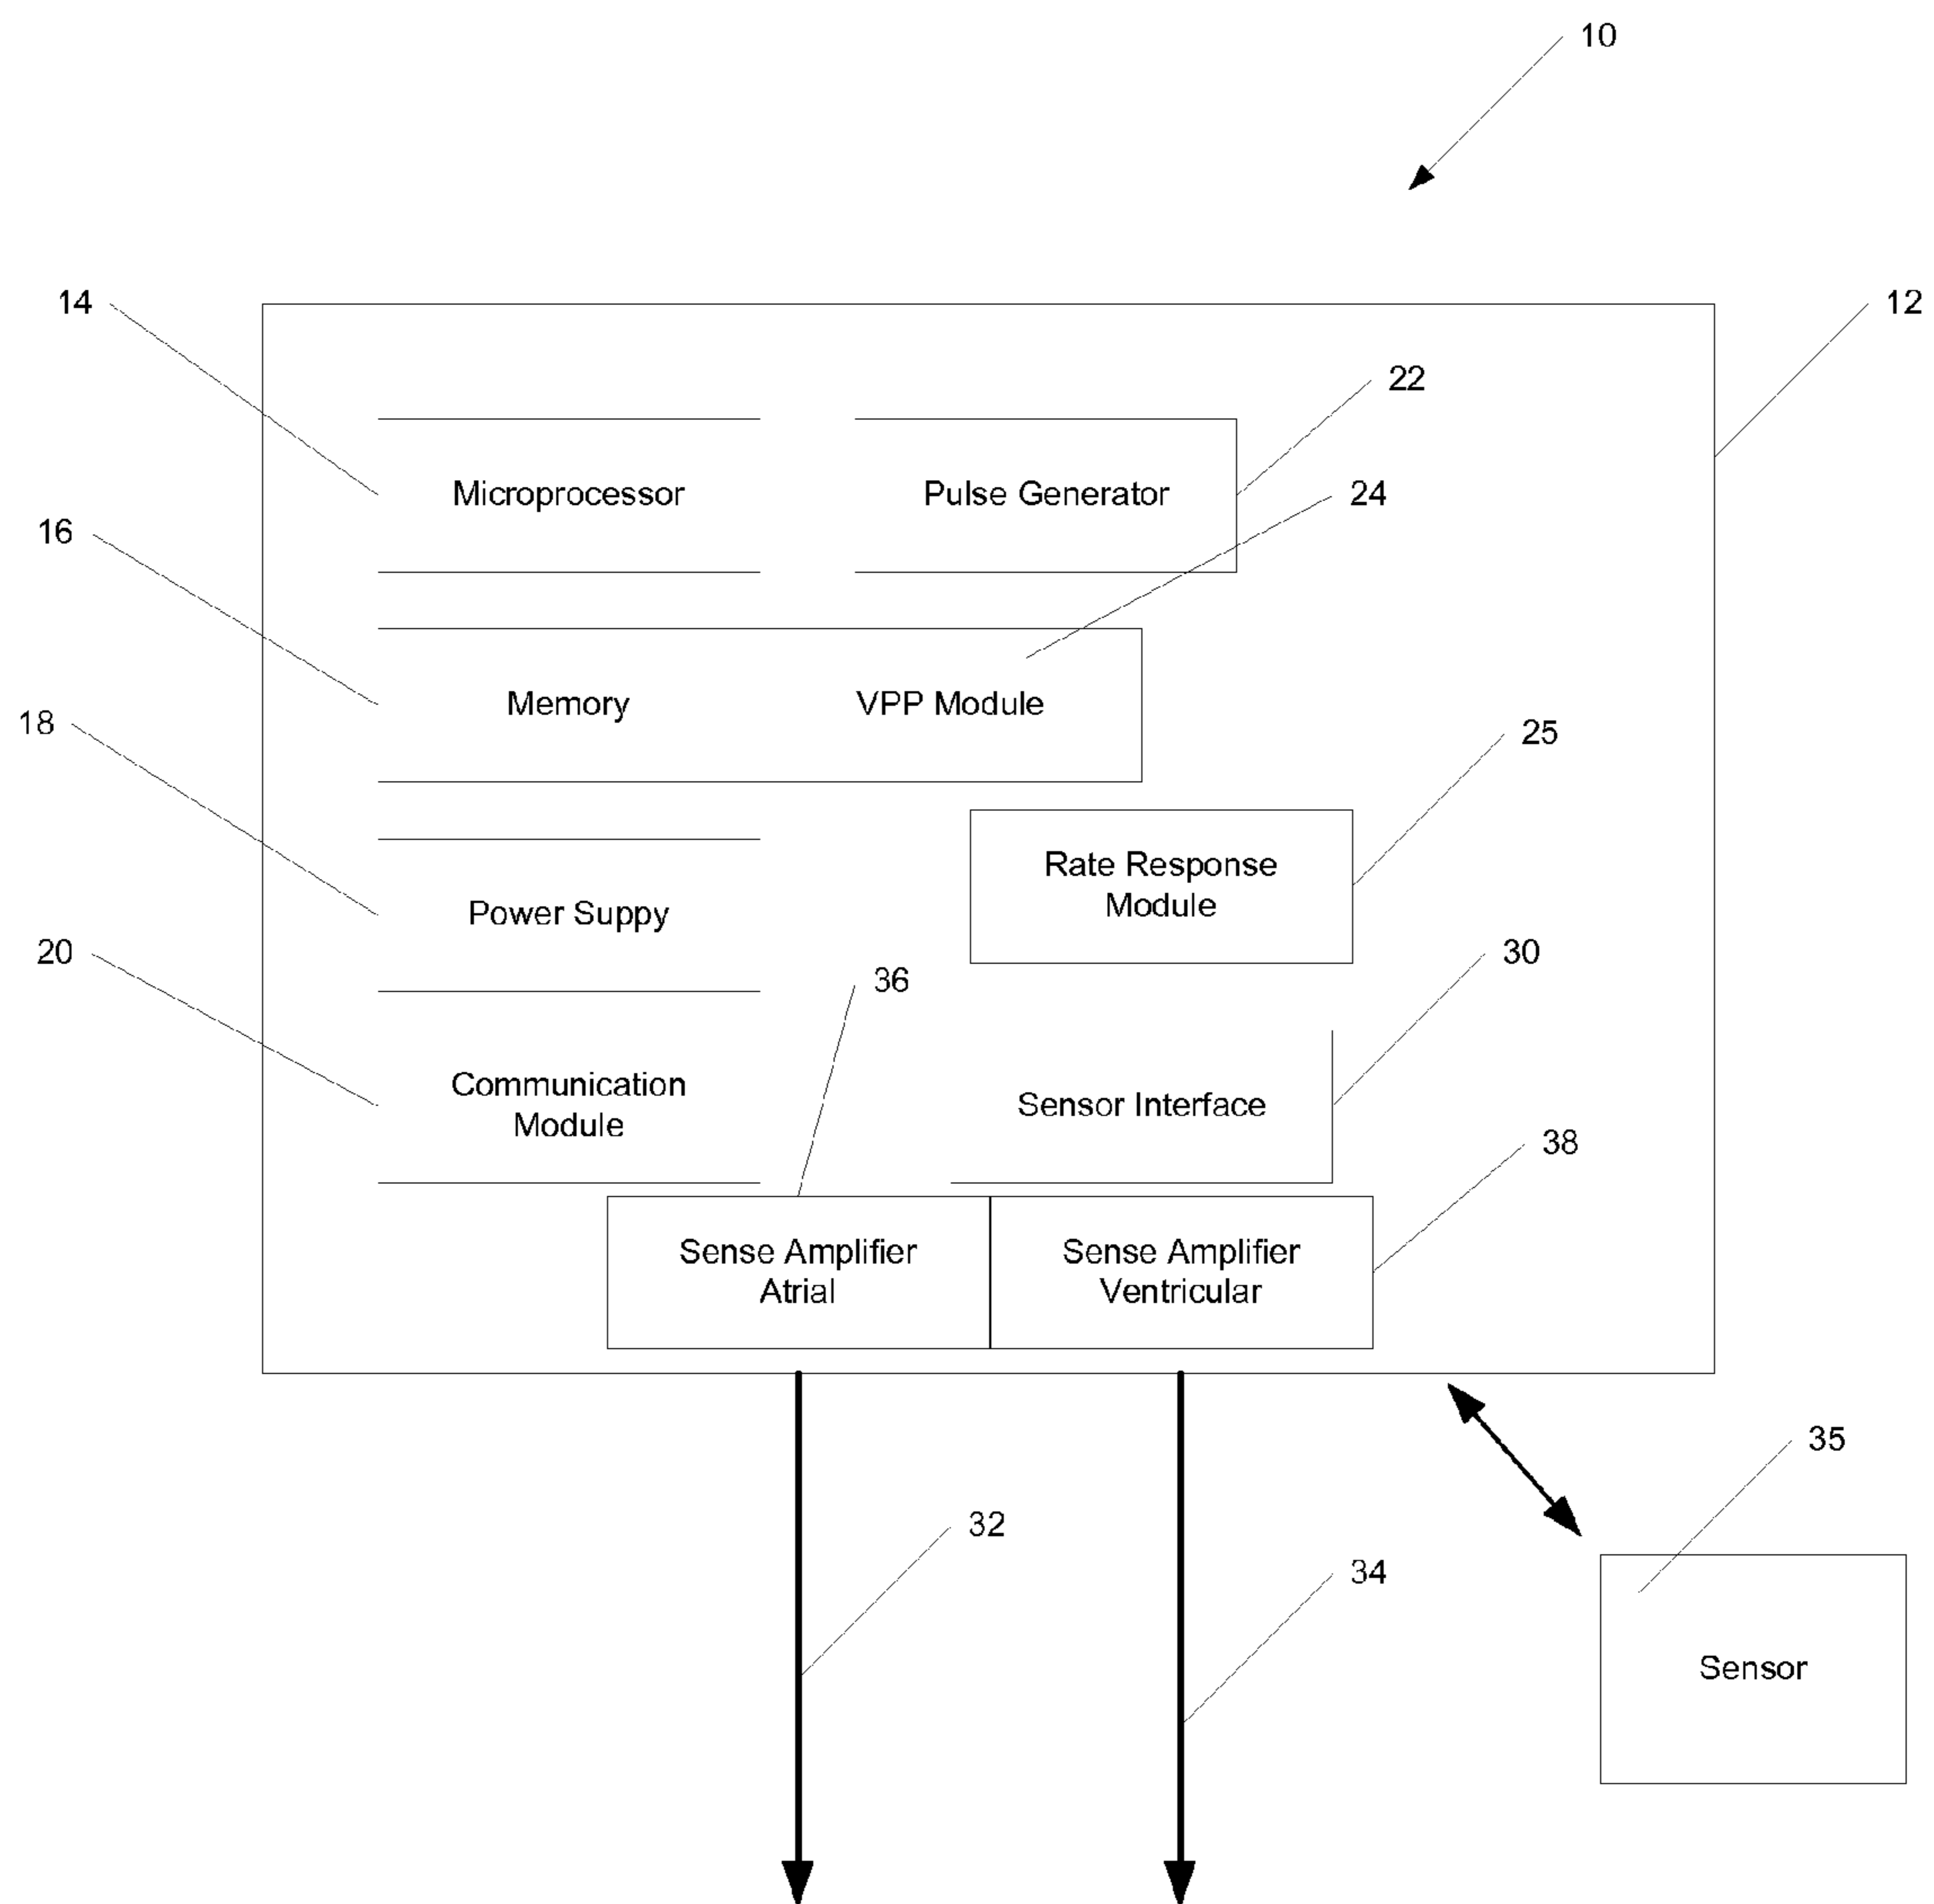 10
14
12
22
Microprocessor
Pulse Generator
24
16
Memory
VPP Module
18
25
Rate Response
Module
Power Suppy
20
36
30
Communication
Module
Sensor Interface
38
Sense Amplifier
Atrial
Sense Amplifier
Ventricular
35
32
34
Sensor